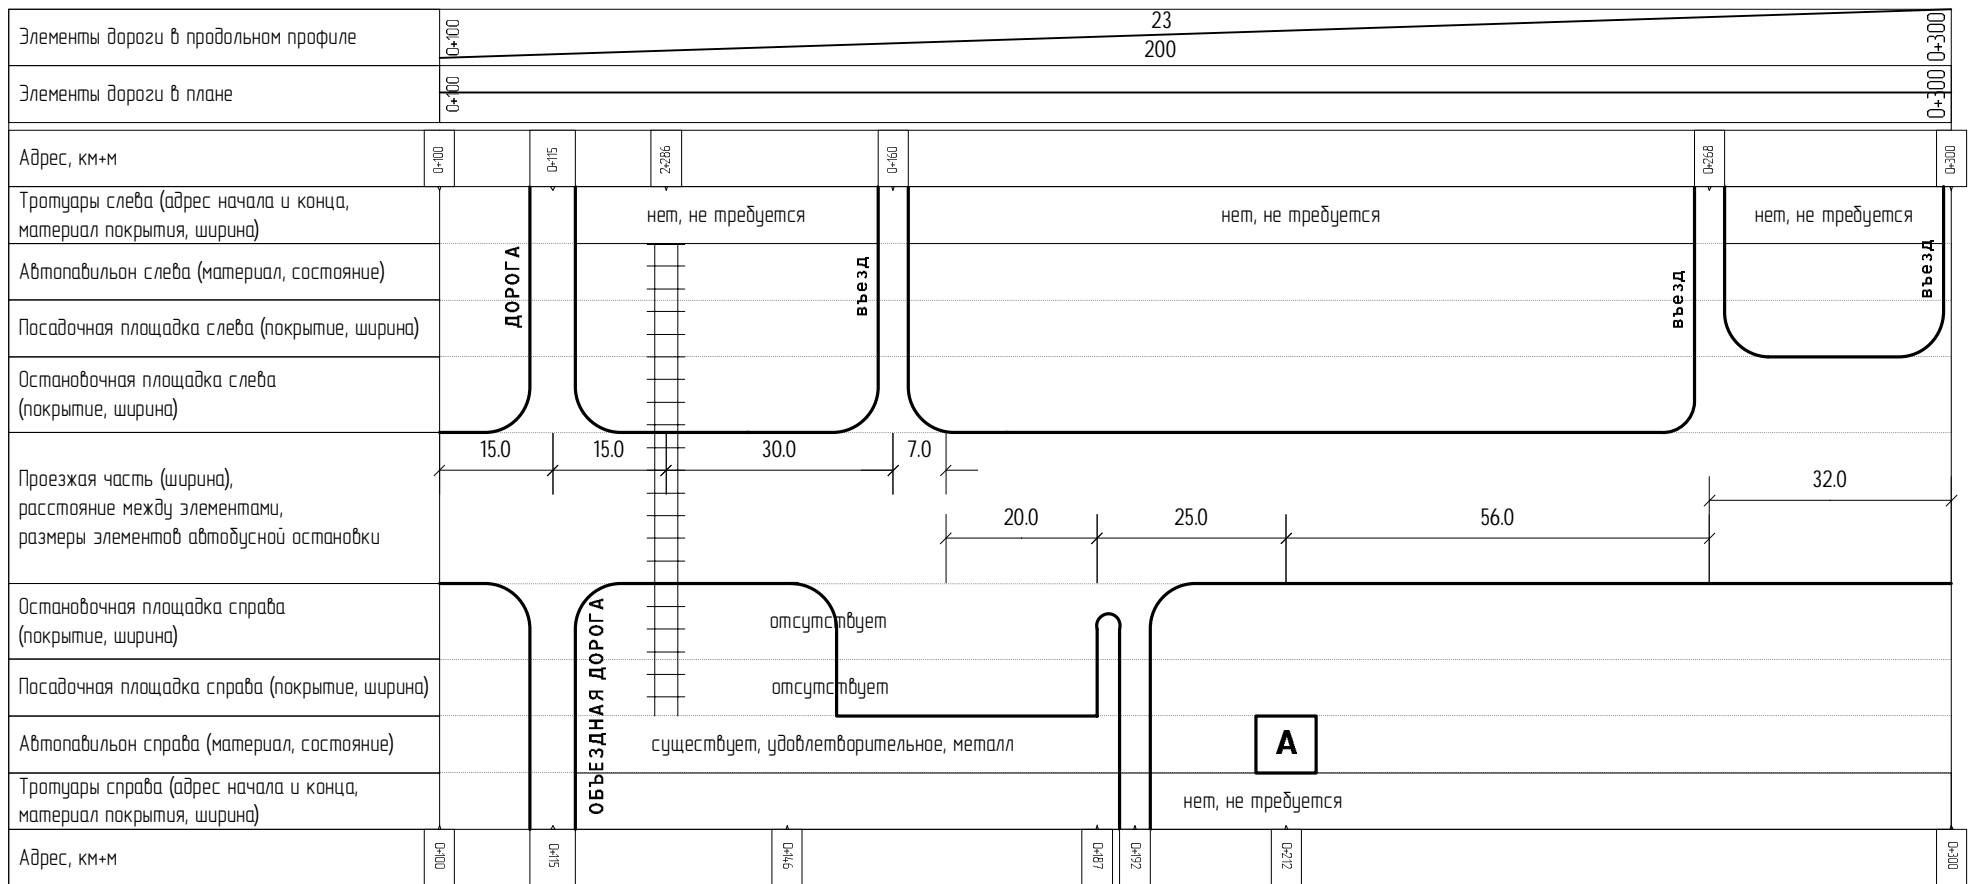 Элементы дороги в продольном профиле
0+100
23
200
0+300
Элементы дороги в плане
0+100
0+300
Адрес, км+м
0+100
0+115
2+286
0+160
0+268
0+300
Тротуары слева (адрес начала и конца,
материал покрытия, ширина)
нет, не требуется
нет, не требуется
нет, не требуется
Автопавильон слева (материал, состояние)
ДОРОГА
въезд
въезд
въезд
Посадочная площадка слева (покрытие, ширина)
Остановочная площадка слева
(покрытие, ширина)
Проезжая часть (ширина),
расстояние между элементами,
размеры элементов автобусной остановки
15.0
15.0
30.0
7.0
32.0
20.0
25.0
56.0
Остановочная площадка справа
(покрытие, ширина)
отсутствует
ОБЪЕЗДНАЯ ДОРОГА
Посадочная площадка справа (покрытие, ширина)
отсутствует
Автопавильон справа (материал, состояние)
существует, удовлетворительное, металл
А
Тротуары справа (адрес начала и конца,
материал покрытия, ширина)
нет, не требуется
Адрес, км+м
0+100
0+115
0+146
0+187
0+192
0+212
0+300